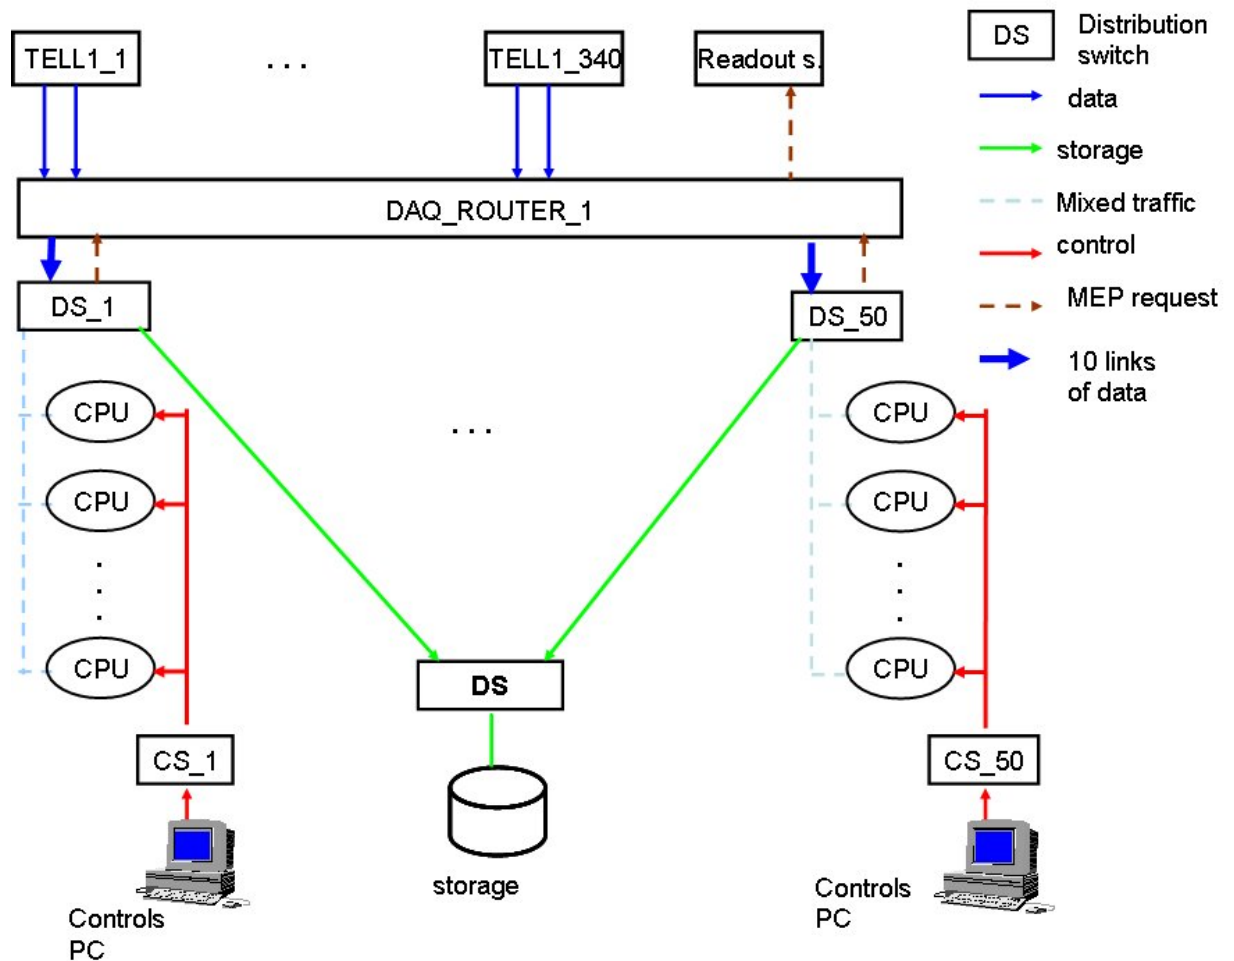 TELL1_1
. . .
TELL1_340
Readout s.
DS
Distribution
switch
data
storage
Mixed traffic
control
MEP request
10 links
of data
DAQ_ROUTER_1
DS_1
DS_50
CPU
CPU
.
.
.
CPU
. . .
CPU
CPU
.
.
.
CPU
DS
storage
CS_1
Controls
PC
CS_50
Controls
PC